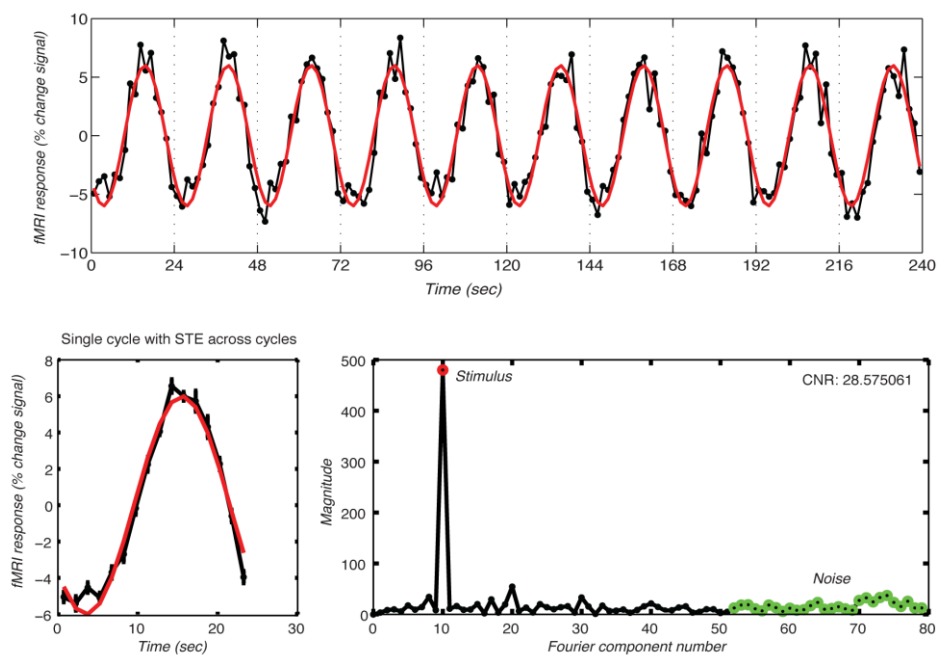 fMRI response (% change signal)
10
5
0
−5
−10
0 24 48 72 96 120 144 168 192 216 240
Time (sec)
Single cycle with STE across cycles
fMRI response (% change signal)
8
6
4
2
0
−2
−4
−6
0 10 20 30
Time (sec)
Magnitude
500
400
300
200
100
0
Stimulus
CNR: 28.575061
Noise
0 10 20 30 40 50 60 70 80
Fourier component number